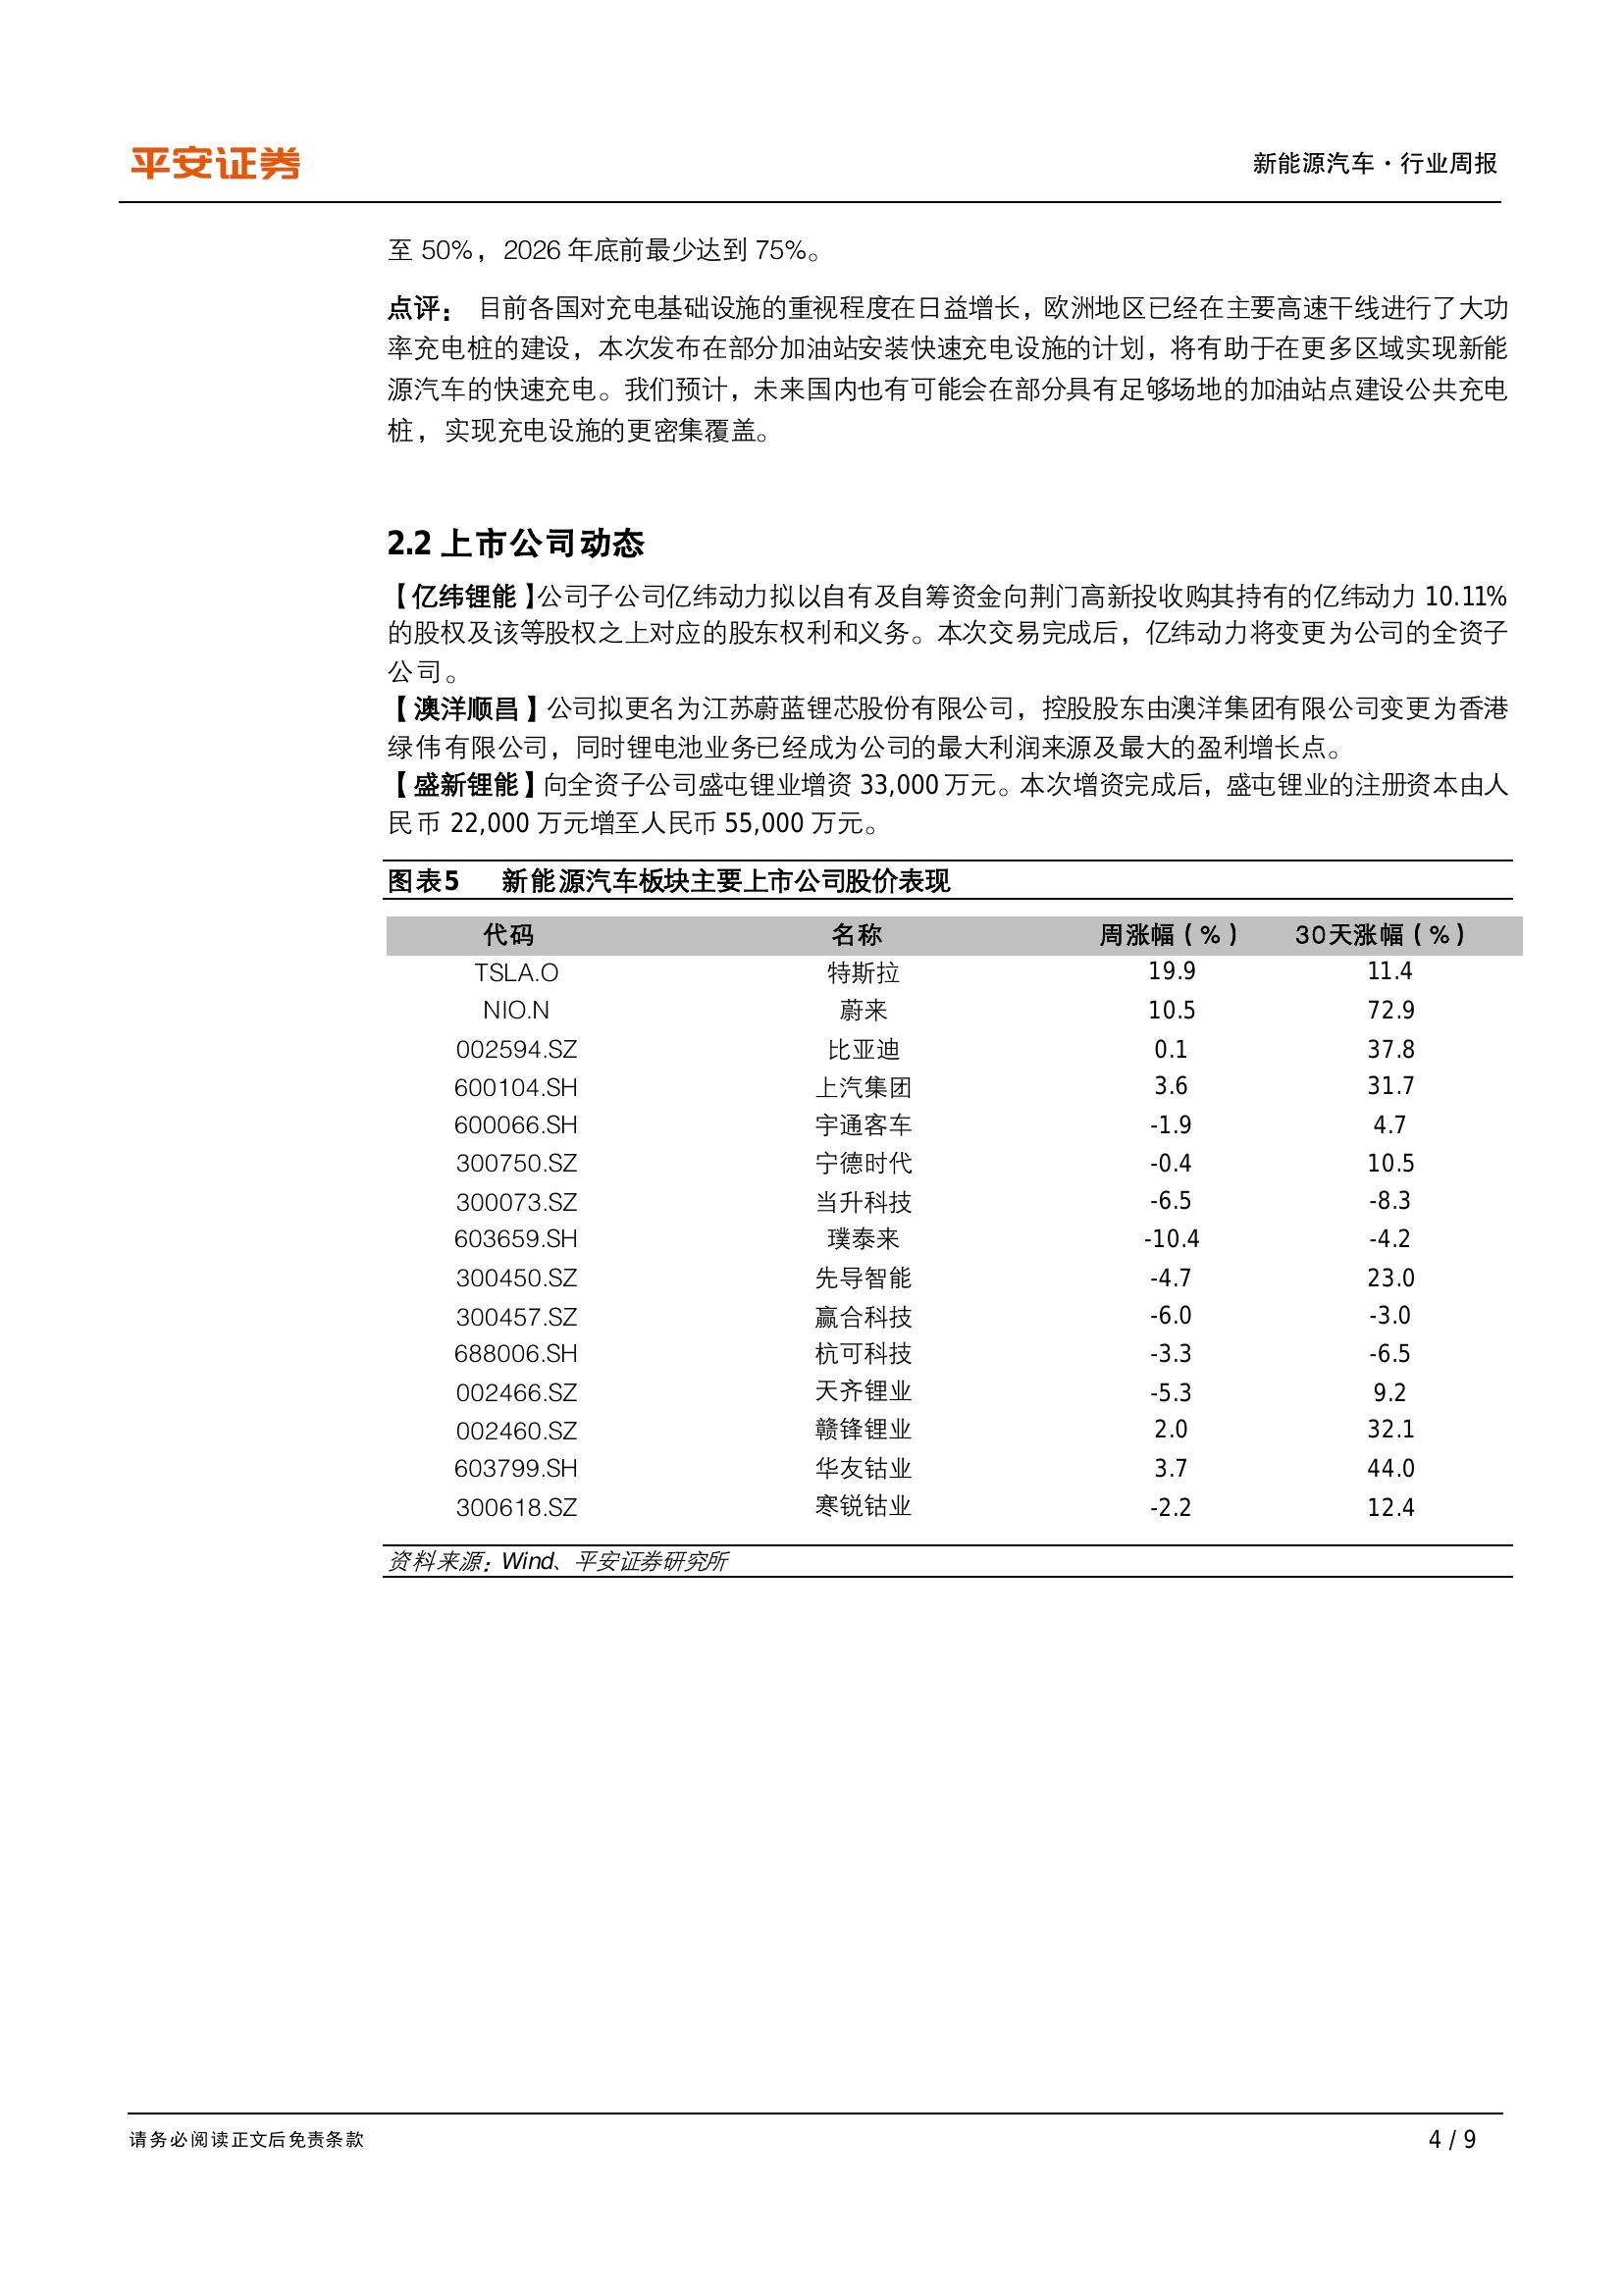 平安证券
新能源汽车·行业周报
至 50%，2026 年底前最少达到 75%。
点评： 目前各国对充电基础设施的重视程度在日益增长，欧洲地区已经在主要高速干线进行了大功
率充电桩的建设，本次发布在部分加油站安装快速充电设施的计划，将有助于在更多区域实现新能
源汽车的快速充电。我们预计，未来国内也有可能会在部分具有足够场地的加油站点建设公共充电
桩，实现充电设施的更密集覆盖。
2.2 上市公司动态
【亿纬锂能】公司子公司亿纬动力拟以自有及自筹资金向荆门高新投收购其持有的亿纬动力 10.11%
的股权及该等股权之上对应的股东权利和义务。本次交易完成后，亿纬动力将变更为公司的全资子
公司。
【澳洋顺昌】公司拟更名为江苏蔚蓝锂芯股份有限公司，控股股东由澳洋集团有限公司变更为香港
绿伟有限公司，同时锂电池业务已经成为公司的最大利润来源及最大的盈利增长点。
【盛新锂能】向全资子公司盛屯锂业增资 33,000 万元。本次增资完成后，盛屯锂业的注册资本由人
民币 22,000 万元增至人民币 55,000 万元。
图表5 新能源汽车板块主要上市公司股价表现
代码 名称 周涨幅（%） 30天涨幅（%）
TSLA.O 特斯拉 19.9 11.4
NIO.N 蔚来 10.5 72.9
002594.SZ 比亚迪 0.1 37.8
600104.SH 上汽集团 3.6 31.7
600066.SH 宇通客车 -1.9 4.7
300750.SZ 宁德时代 -0.4 10.5
300073.SZ 当升科技 -6.5 -8.3
603659.SH 璞泰来 -10.4 -4.2
300450.SZ 先导智能 -4.7 23.0
300457.SZ 赢合科技 -6.0 -3.0
688006.SH 杭可科技 -3.3 -6.5
002466.SZ 天齐锂业 -5.3 9.2
002460.SZ 赣锋锂业 2.0 32.1
603799.SH 华友钴业 3.7 44.0
300618.SZ 寒锐钴业 -2.2 12.4
资料来源：Wind、平安证券研究所
请务必阅读正文后免责条款
4 / 9